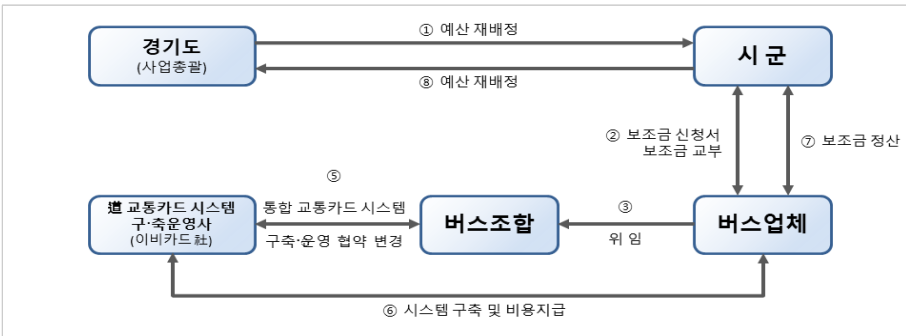 ① 예산 재배정
경기도
(사업총괄)
시 군
⑧ 예산 재배정
② 보조금 신청서
보조금 교부
⑦ 보조금 정산
⑤
道 교통카드 시스템
구·축운영사
(이비카드社)
통합 교통카드 시스템
구축·운영 협약 변경
버스조합
③
위 임
버스업체
⑥ 시스템 구축 및 비용지급